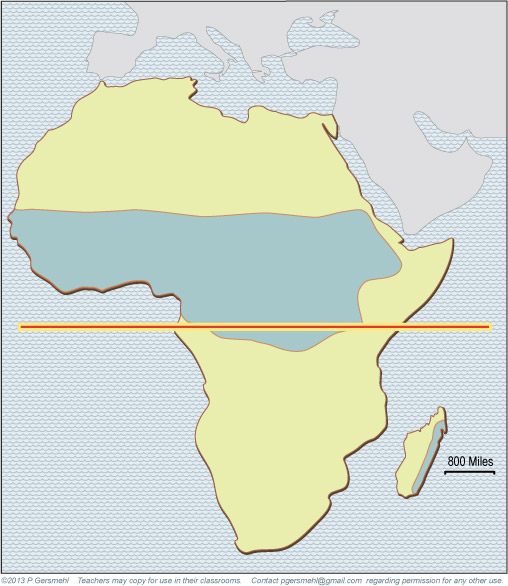 800 Miles
©2013 P Gersmehl Teachers may copy for use in their classrooms. Contact pgersmehl@gmail.com regarding permission for any other use.